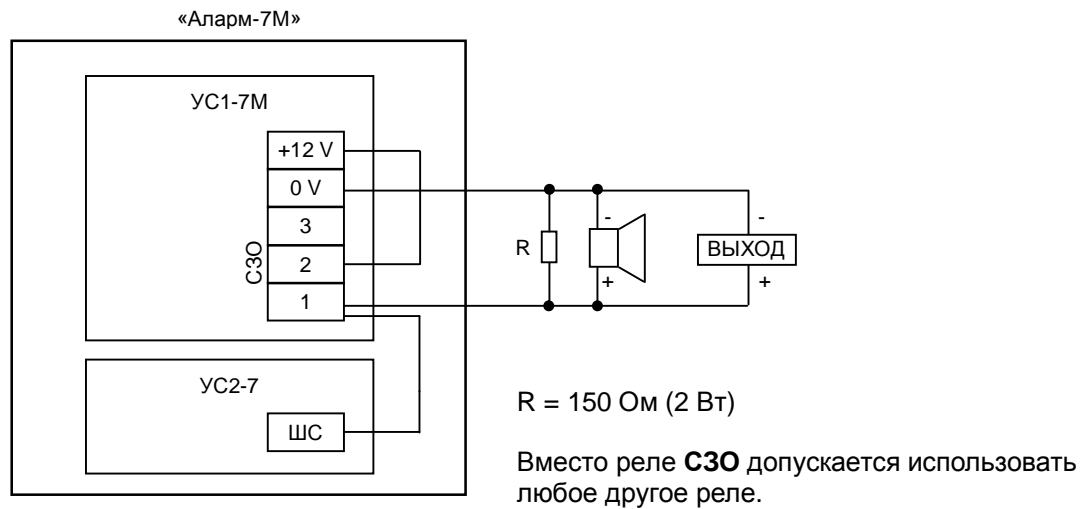 «Аларм-7М»
УС1-7М
+12 V
0 V
3
2
1
СЗО
R
-
+
-
ВЫХОД
+
УС2-7
ШС
R = 150 Ом (2 Вт)
Вместо реле СЗО допускается использовать
любое другое реле.